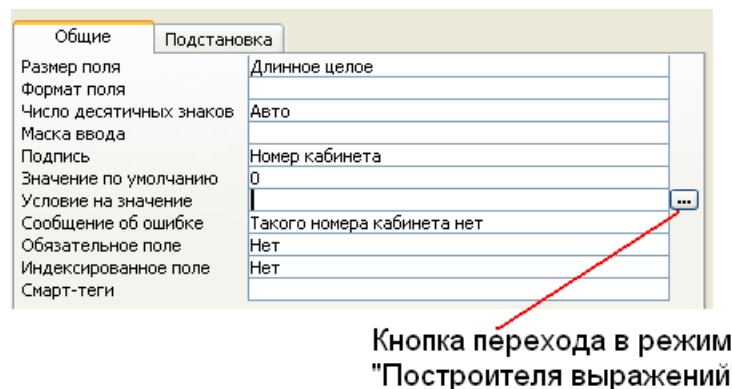 Общие Подстановка
Размер поля Длинное целое
Формат поля
Число десятичных знаков Авто
Маска ввода
Подпись Номер кабинета
Значение по умолчанию 0
Условие на значение ...
Сообщение об ошибке Такого номера кабинета нет
Обязательное поле Нет
Индексированное поле Нет
Смарт-теги
Кнопка перехода в режим
"Построителя выражений